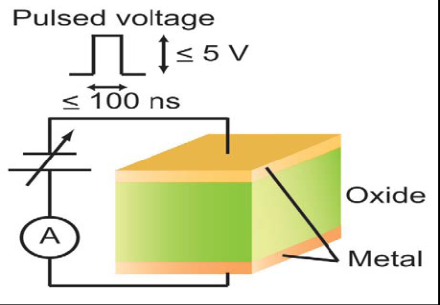 Pulsed voltage
≤ 5 V
≤ 100 ns
A
Oxide
Metal